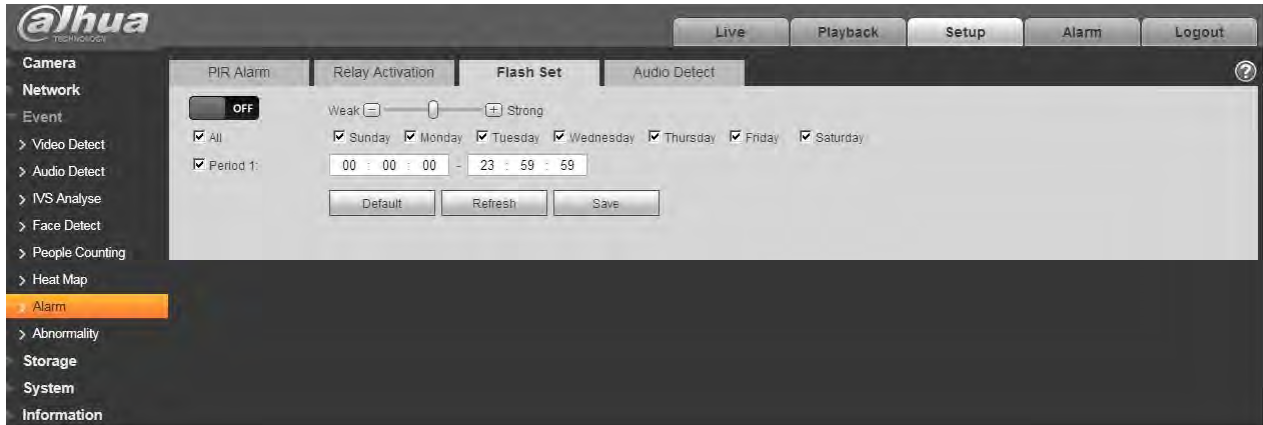 alhua
TECHNOLOGY
Live Playback Setup Alarm Logout
Camera
Network
Event
> Video Detect
> Audio Detect
> IVS Analyse
> Face Detect
> People Counting
> Heat Map
> Alarm
> Abnormality
Storage
System
Information
PIR Alarm Relay Activation Flash Set Audio Detect ?
OFF Weak - + Strong
All Sunday Monday Tuesday Wednesday Thursday Friday Saturday
Period 1: 00 : 00 : 00 - 23 : 59 : 59
Default Refresh Save